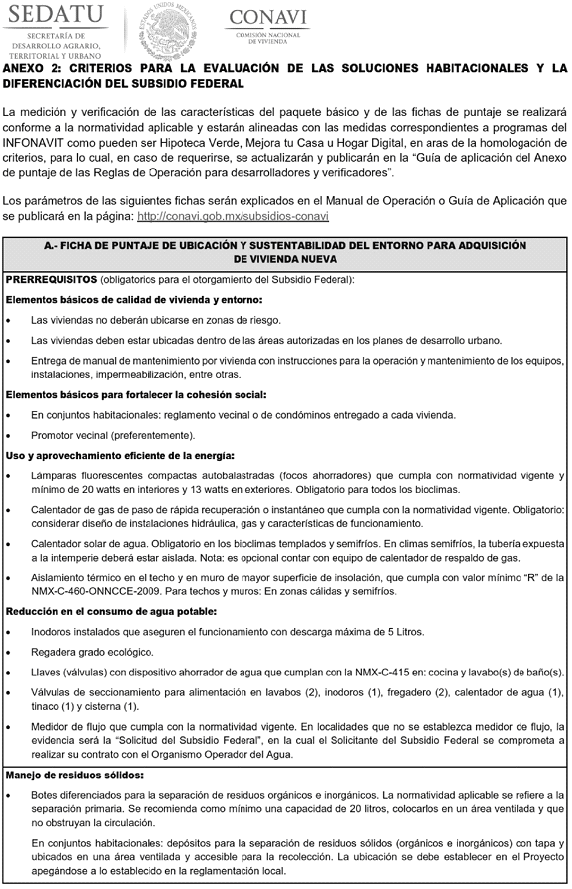 SEDATU
SECRETARÍA DE
DESARROLLO AGRARIO,
TERRITORIAL Y URBANO
CONAVI
COMISIÓN NACIONAL
DE VIVIENDA
ANEXO 2: CRITERIOS PARA LA EVALUACIÓN DE LAS SOLUCIONES HABITACIONALES Y LA
DIFERENCIACIÓN DEL SUBSIDIO FEDERAL
La medición y verificación de las características del paquete básico y de las fichas de puntaje se realizará
conforme a la normatividad aplicable y estarán alineadas con las medidas correspondientes a programas del
INFONAVIT como pueden ser Hipoteca Verde, Mejora tu Casa u Hogar Digital, en aras de la homologación de
criterios, para lo cual, en caso de requerirse, se actualizarán y publicarán en la “Guía de aplicación del Anexo
de puntaje de las Reglas de Operación para desarrolladores y verificadores”.
Los parámetros de las siguientes fichas serán explicados en el Manual de Operación o Guía de Aplicación que
se publicará en la página: http://conavi.gob.mx/subsidios-conavi
A.- FICHA DE PUNTAJE DE UBICACIÓN Y SUSTENTABILIDAD DEL ENTORNO PARA ADQUISICIÓN
DE VIVIENDA NUEVA
PRERREQUISITOS (obligatorios para el otorgamiento del Subsidio Federal):
Elementos básicos de calidad de vivienda y entorno:
• Las viviendas no deberán ubicarse en zonas de riesgo.
• Las viviendas deben estar ubicadas dentro de las áreas autorizadas en los planes de desarrollo urbano.
• Entrega de manual de mantenimiento por vivienda con instrucciones para la operación y mantenimiento de los equipos,
instalaciones, impermeabilización, entre otras.
Elementos básicos para fortalecer la cohesión social:
• En conjuntos habitacionales: reglamento vecinal o de condóminos entregado a cada vivienda.
• Promotor vecinal (preferentemente).
Uso y aprovechamiento eficiente de la energía:
• Lámparas fluorescentes compactas autobalastradas (focos ahorradores) que cumpla con normatividad vigente y
mínimo de 20 watts en interiores y 13 watts en exteriores. Obligatorio para todos los bioclimas.
• Calentador de gas de paso de rápida recuperación o instantáneo que cumpla con la normatividad vigente. Obligatorio:
considerar diseño de instalaciones hidráulica, gas y características de funcionamiento.
• Calentador solar de agua. Obligatorio en los bioclimas templados y semifríos. En climas semifríos, la tubería expuesta
a la intemperie deberá estar aislada. Nota: es opcional contar con equipo de calentador de respaldo de gas.
• Aislamiento térmico en el techo y en muro de mayor superficie de insolación, que cumpla con valor mínimo “R” de la
NMX-C-460-ONNCCE-2009. Para techos y muros: En zonas cálidas y semifríos.
Reducción en el consumo de agua potable:
• Inodoros instalados que aseguren el funcionamiento con descarga máxima de 5 Litros.
• Regadera grado ecológico.
• Llaves (válvulas) con dispositivo ahorrador de agua que cumplan con la NMX-C-415 en: cocina y lavabo(s) de baño(s).
• Válvulas de seccionamiento para alimentación en lavabos (2), inodoros (1), fregadero (2), calentador de agua (1),
tinaco (1) y cisterna (1).
• Medidor de flujo que cumpla con la normatividad vigente. En localidades que no se establezca medidor de flujo, la
evidencia será la “Solicitud del Subsidio Federal”, en la cual el Solicitante del Subsidio Federal se comprometa a
realizar su contrato con el Organismo Operador del Agua.
Manejo de residuos sólidos:
• Botes diferenciados para la separación de residuos orgánicos e inorgánicos. La normatividad aplicable se refiere a la
separación primaria. Se recomienda como mínimo una capacidad de 20 litros, colocarlos en un área ventilada y que
no obstruyan la circulación.
En conjuntos habitacionales: depósitos para la separación de residuos sólidos (orgánicos e inorgánicos) con tapa y
ubicados en una área ventilada y accesible para la recolección. La ubicación se debe establecer en el Proyecto
apegándose a lo establecido en la reglamentación local.